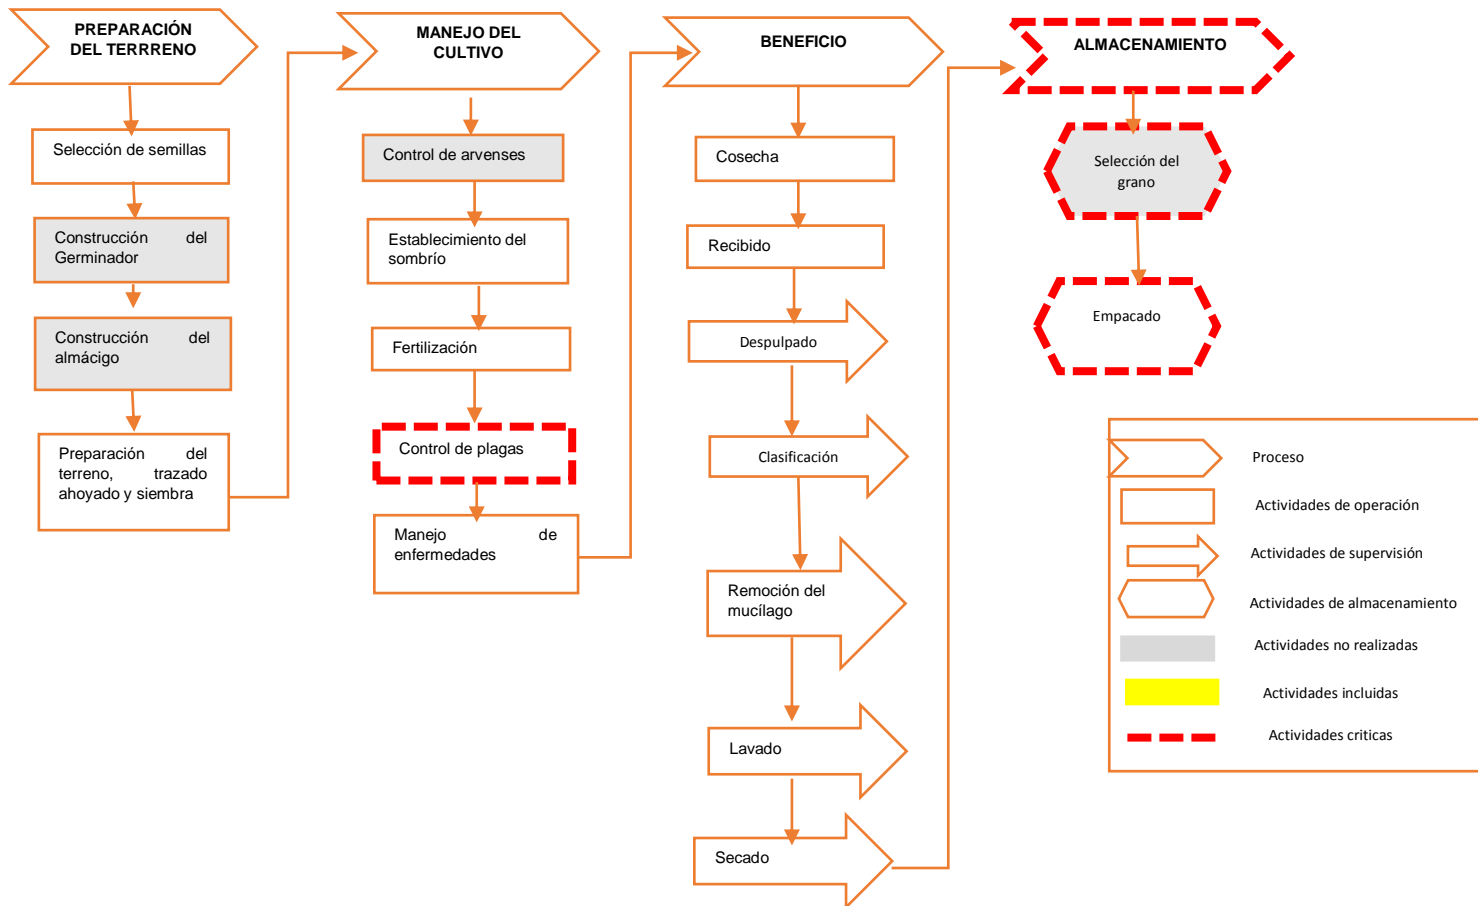 PREPARACIÓN
DEL TERRRENO
Selección de semillas
Construcción del
Germinador
Construcción del
almácigo
Preparación del
terreno, trazado
ahoyado y siembra
MANEJO DEL
CULTIVO
Control de arvenses
Establecimiento del
sombrío
Fertilización
Control de plagas
Manejo de
enfermedades
BENEFICIO
Cosecha
Recibido
Despulpado
Clasificación
Remoción del
mucílago
Lavado
Secado
ALMACENAMIENTO
Selección del
grano
Empacado
Proceso
Actividades de operación
Actividades de supervisión
Actividades de almacenamiento
Actividades no realizadas
Actividades incluidas
Actividades criticas